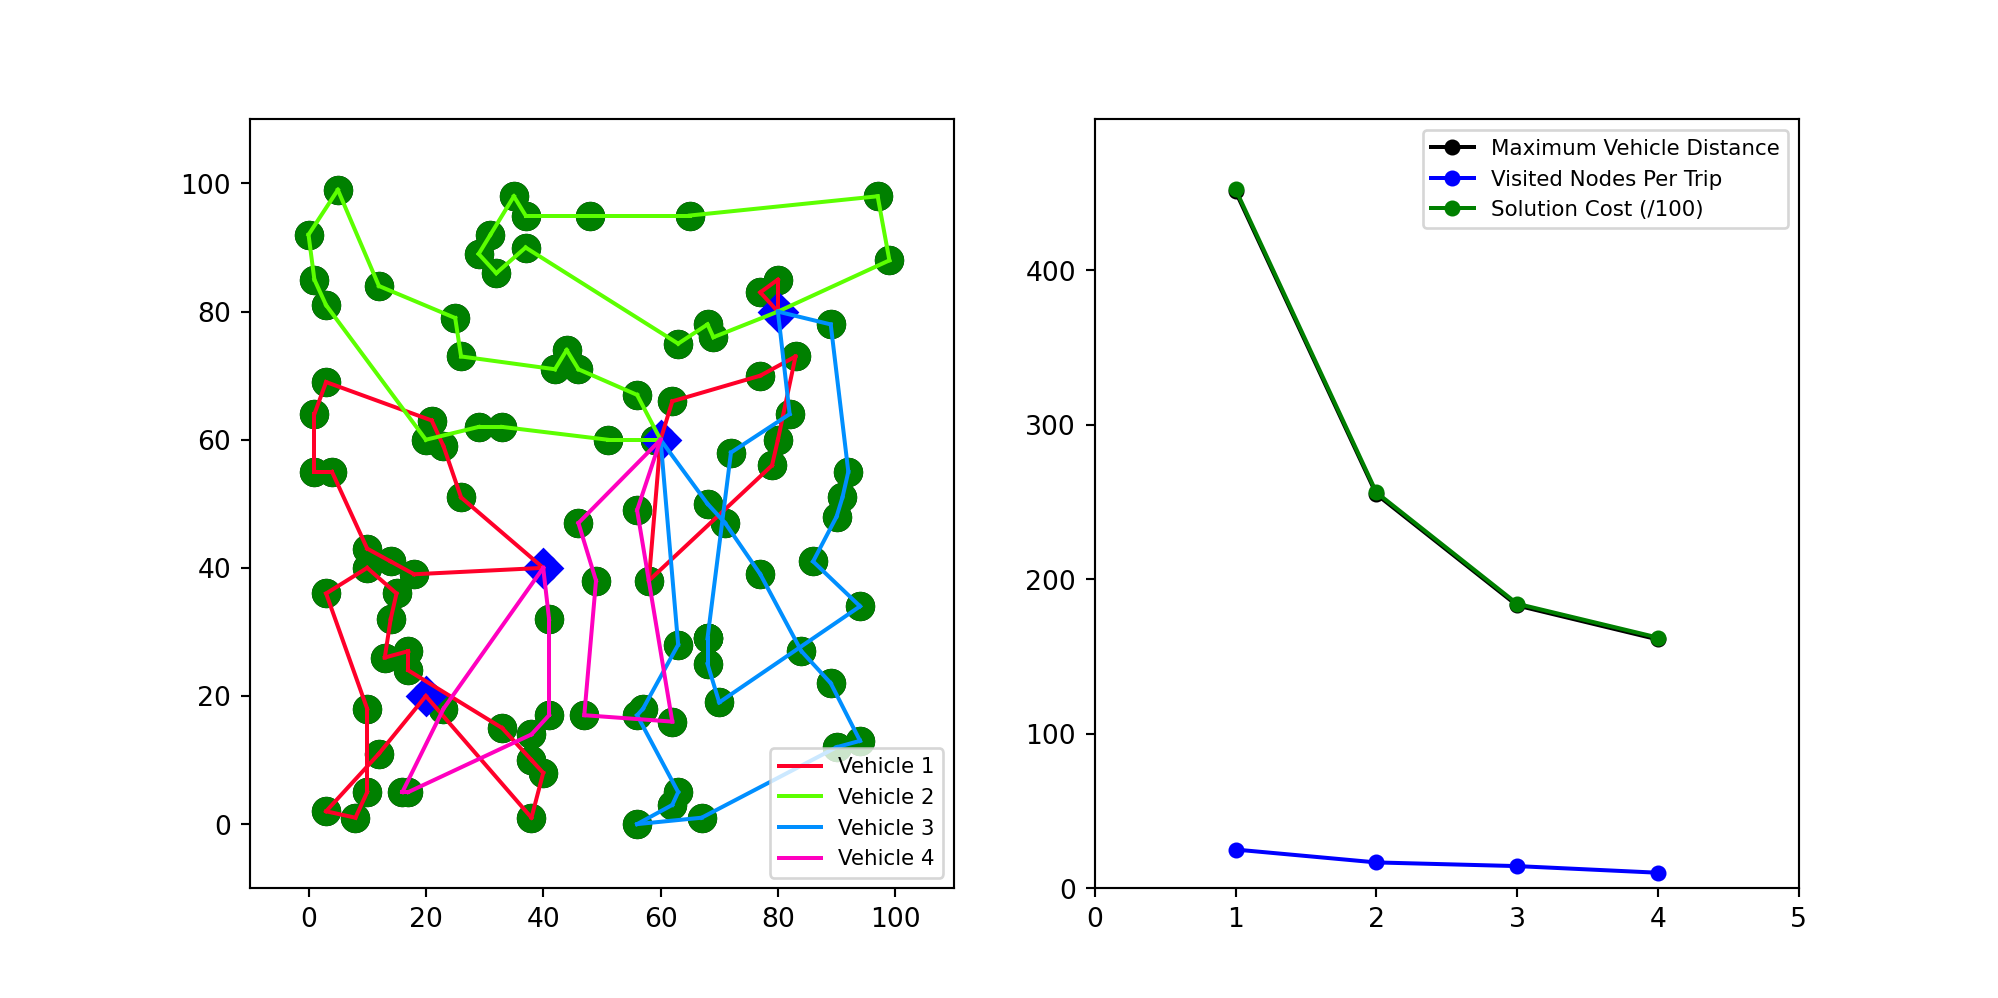 100
80
60
40
20
0
0 20 40 60 80 100
Vehicle 1
Vehicle 2
Vehicle 3
Vehicle 4
400
300
200
100
0
0 1 2 3 4 5
Maximum Vehicle Distance
Visited Nodes Per Trip
Solution Cost (/100)